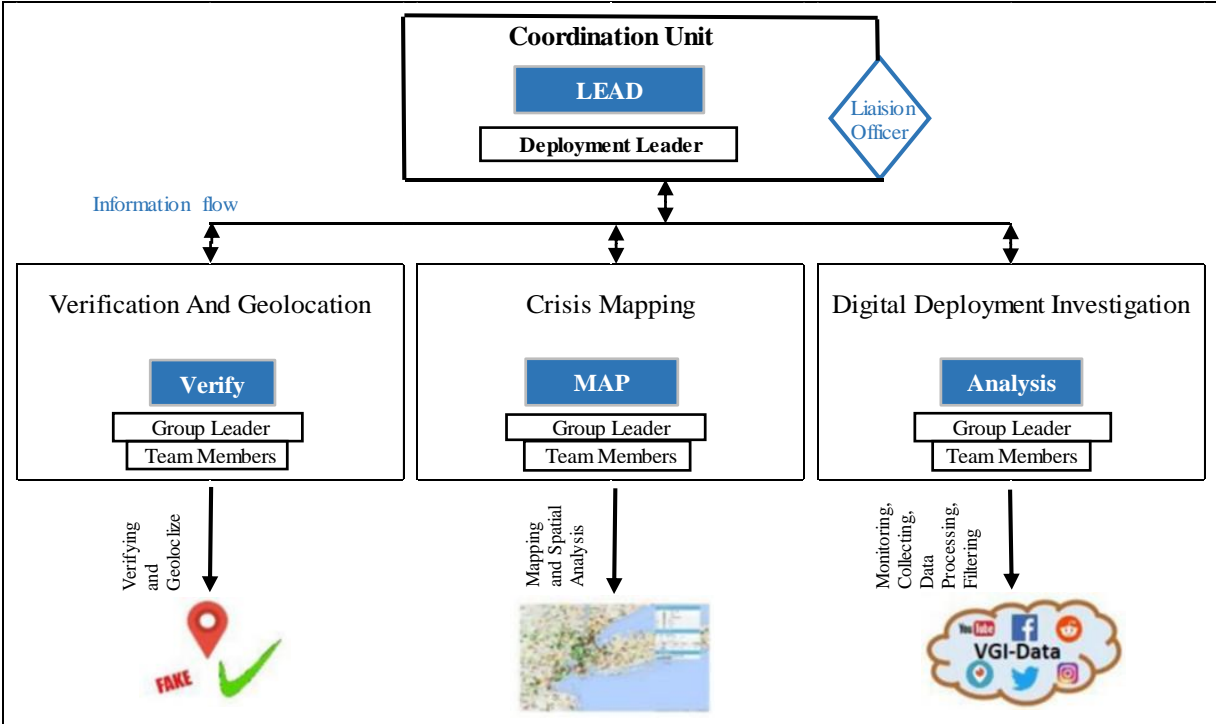 Coordination Unit
LEAD
Deployment Leader
Liaision
Officer
Information flow
Verification And Geolocation
Verify
Group Leader
Team Members
Crisis Mapping
MAP
Group Leader
Team Members
Digital Deployment Investigation
Analysis
Group Leader
Team Members
Verifying
and
Geoloclize
Mapping
and Spatial
Analysis
Monitoring,
Collecting,
Data
Processing,
Filtering
FAKE
You Tube
VGI-Data